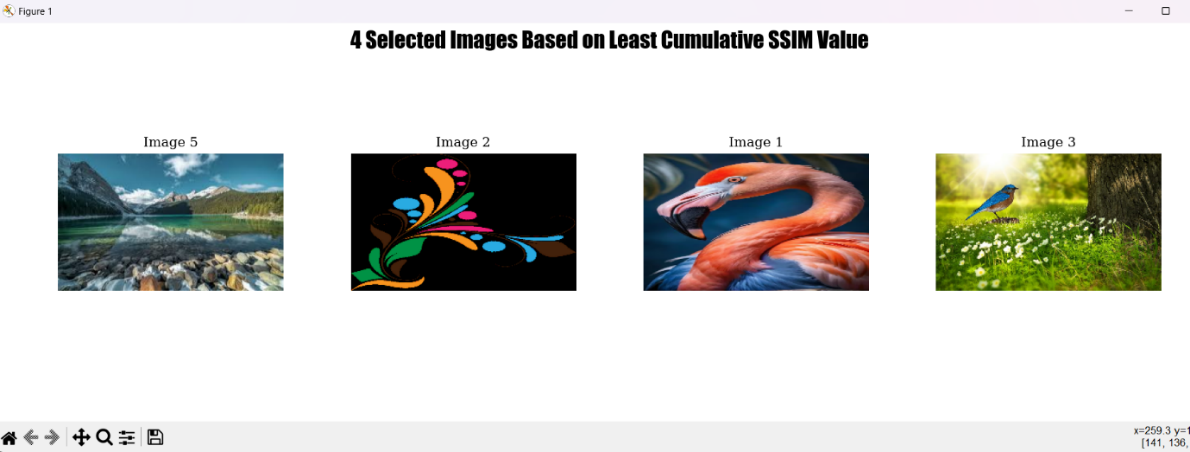 Figure 1
4 Selected Images Based on Least Cumulative SSIM Value
Image 5
Image 2
Image 1
Image 3
x=259.3 y=1
[141, 136,